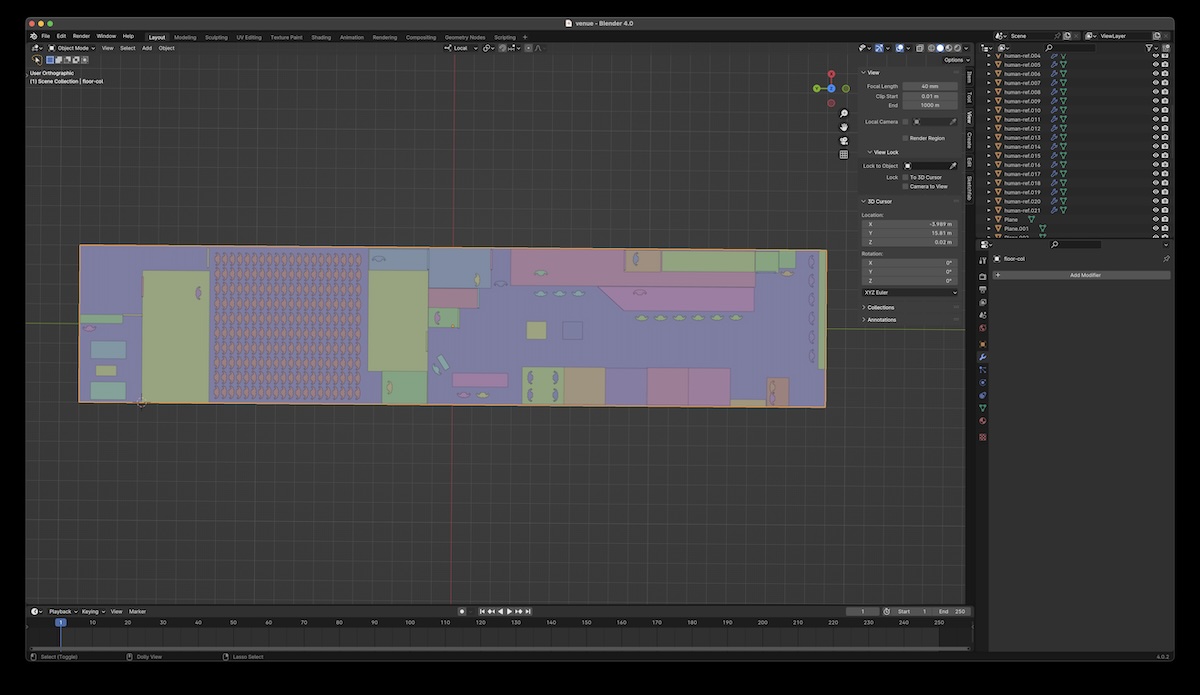 venue - Blender 4.0
File Edit Render Window Help Layout Modeling Sculpting UV Editing Texture Paint Shading Animation Rendering Compositing Geometry Nodes Scripting + Scene ViewLayer
Object Mode View Select Add Object Local
Options
User Orthographic
(1) Scene Collection | floor-col
View
Focal Length 40 mm
Clip Start 0.01 m
End 1000 m
Local Camera
Render Region
View Lock
Lock to Object
Lock To 3D Cursor
Camera to View
3D Cursor
Location:
X -3.989 m
Y 15.81 m
Z 0.02 m
Rotation:
X 0°
Y 0°
Z 0°
XYZ Euler
Collections
Annotations
Item
Tool
View
Create
Edit
Sketchfab
human-ref.004
human-ref.005
human-ref.006
human-ref.007
human-ref.008
human-ref.009
human-ref.010
human-ref.011
human-ref.012
human-ref.013
human-ref.014
human-ref.015
human-ref.016
human-ref.017
human-ref.018
human-ref.019
human-ref.020
human-ref.021
Plane
Plane.001
floor-col
+ Add Modifier
Playback Keying View Marker 1 Start 1 End 250
1 10 20 30 40 50 60 70 80 90 100 110 120 130 140 150 160 170 180 190 200 210 220 230 240 250
Select (Toggle) Dolly View Lasso Select 4.0.2